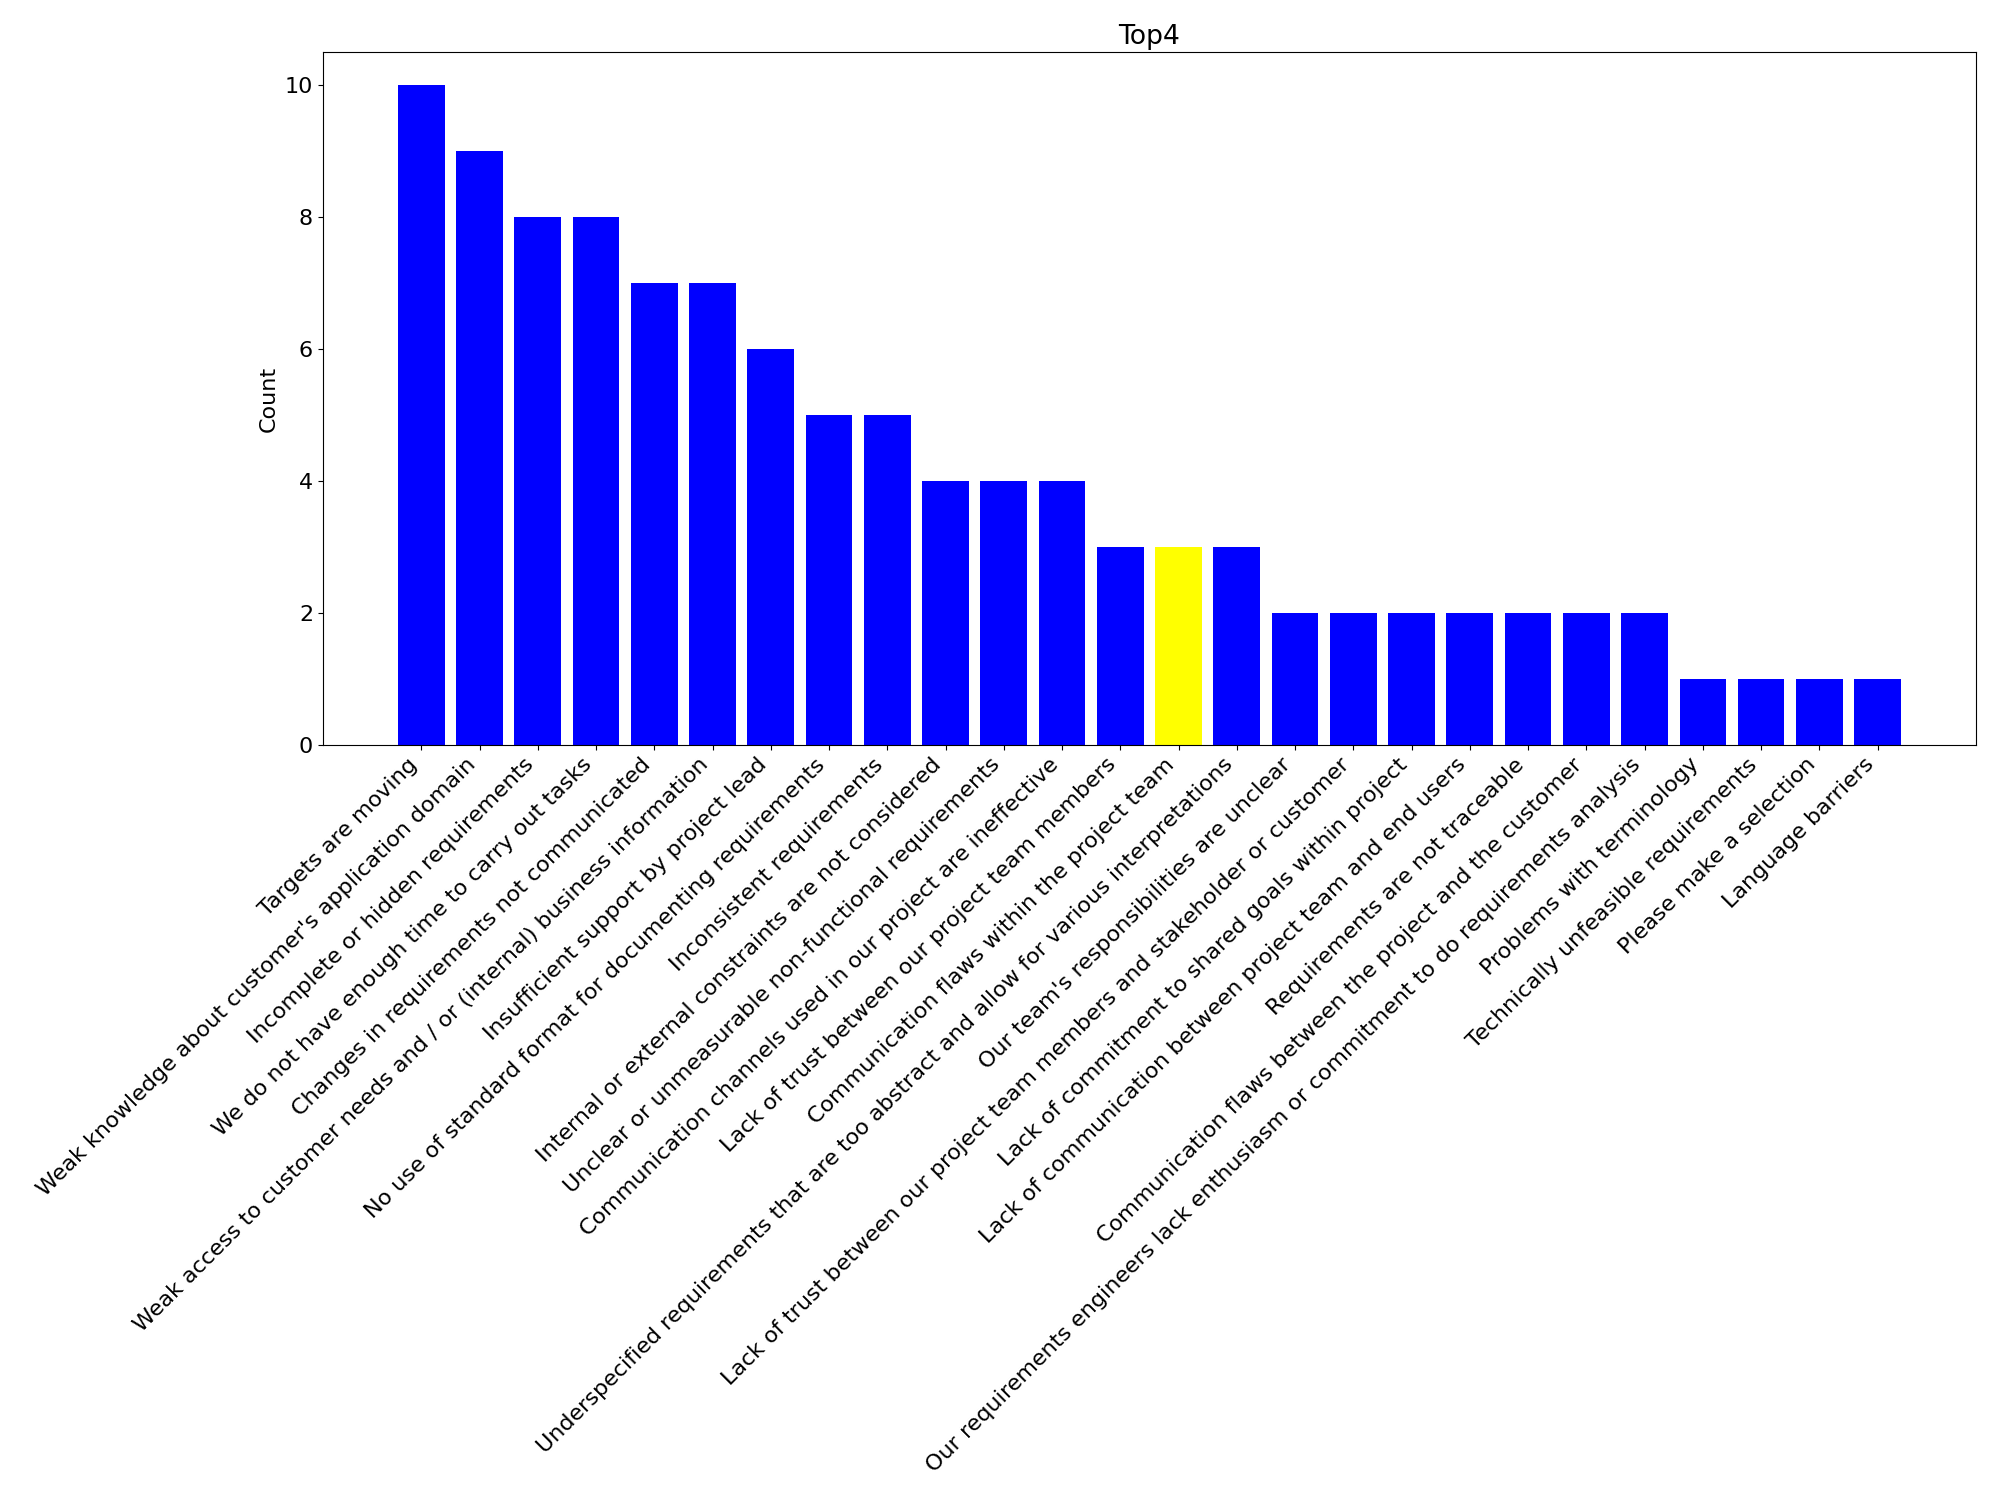 Top4
Count
10
8
6
4
2
0
Targets are moving
Weak knowledge about customer's application domain
Incomplete or hidden requirements
We do not have enough time to carry out tasks
Changes in requirements not communicated
Weak access to customer needs and / or (internal) business information
Insufficient support by project lead
No use of standard format for documenting requirements
Inconsistent requirements
Internal or external constraints are not considered
Unclear or unmeasurable non-functional requirements
Communication channels used in our project are ineffective
Lack of trust between our project team members
Communication flaws within the project team
Underspecified requirements that are too abstract and allow for various interpretations
Our team's responsibilities are unclear
Lack of trust between our project team members and stakeholder or customer
Lack of commitment to shared goals within project
Lack of communication between project team and end users
Requirements are not traceable
Communication flaws between the project and the customer
Our requirements engineers lack enthusiasm or commitment to do requirements analysis
Problems with terminology
Technically unfeasible requirements
Please make a selection
Language barriers